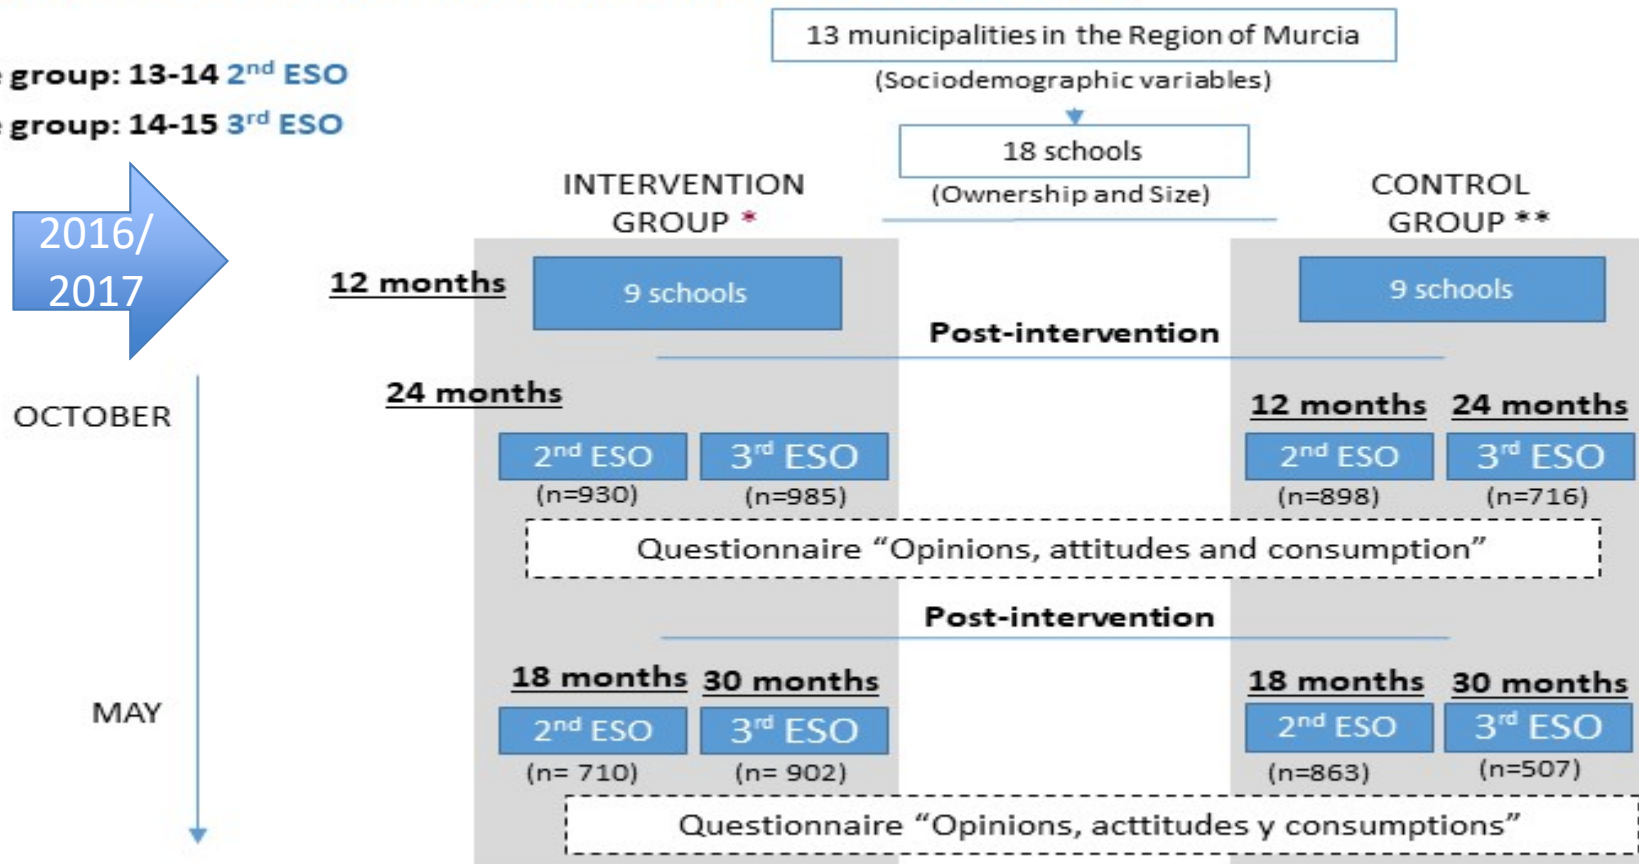 13 municipalities in the Region of Murcia
(Sociodemographic variables)
group: 13-14 2nd ESO
group: 14-15 3rd ESO
18 schools
(Ownership and Size)
INTERVENTION
GROUP *
CONTROL
GROUP **
2016/
2017
12 months
9 schools
9 schools
Post-intervention
24 months
OCTOBER
12 months 24 months
2nd ESO 3rd ESO
2nd ESO 3rd ESO
(n=930) (n=985)
(n=898) (n=716)
Questionnaire “Opinions, attitudes and consumption”
Post-intervention
18 months 30 months
18 months 30 months
MAY
2nd ESO 3rd ESO
2nd ESO 3rd ESO
(n= 710) (n= 902)
(n=863) (n=507)
Questionnaire “Opinions, acttitudes y consumptions”